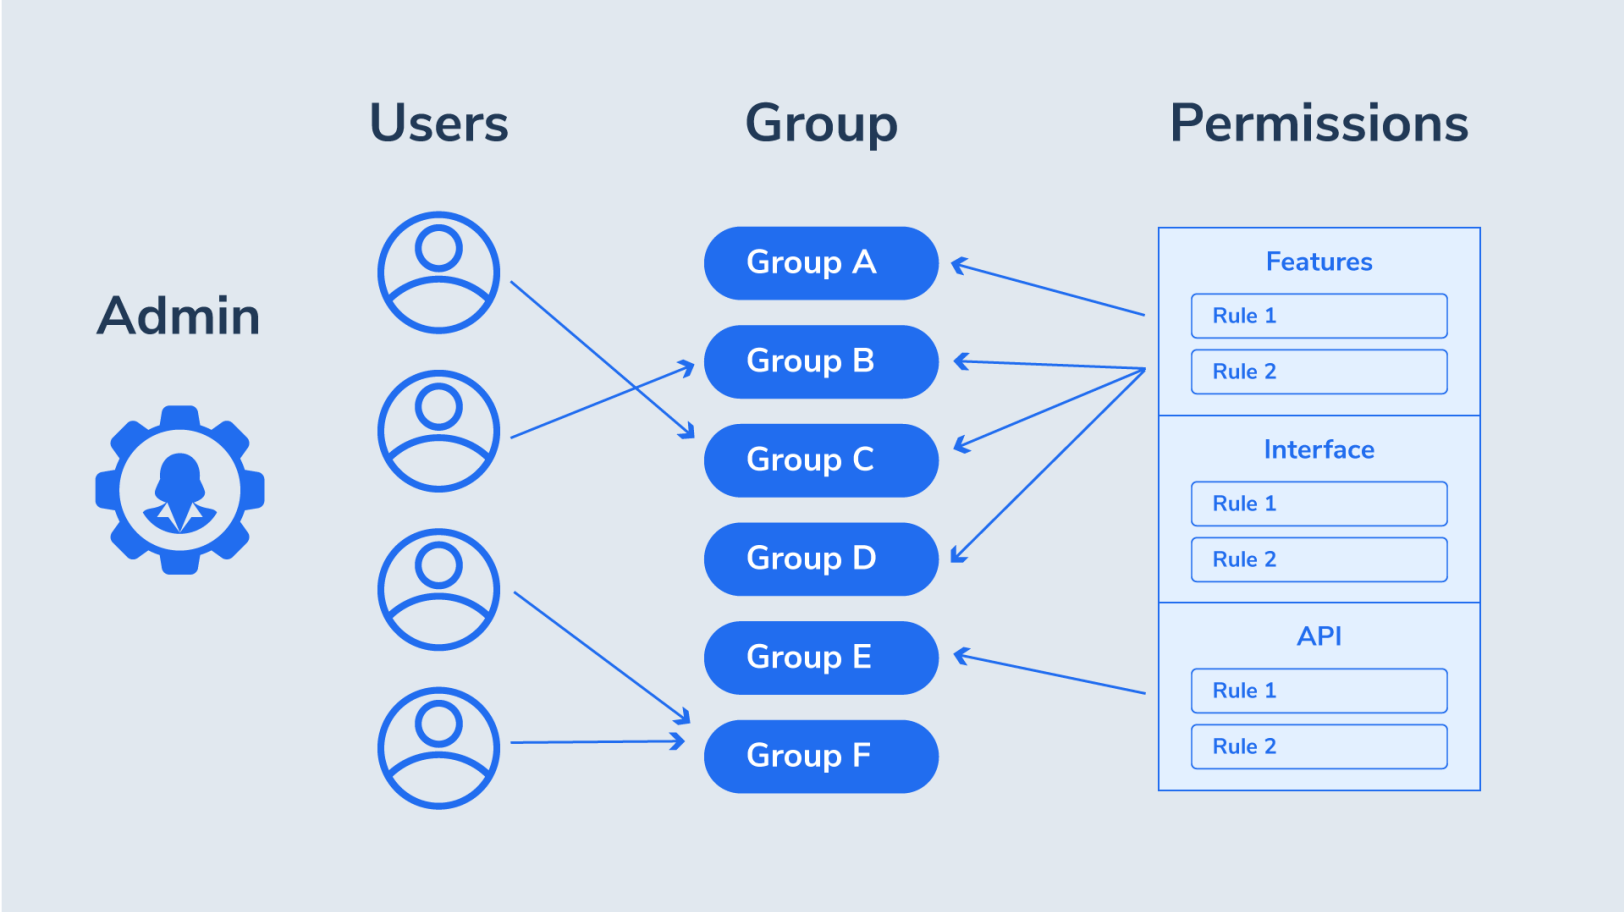 Users
Group
Permissions
Admin
Group A
Group B
Group C
Group D
Group E
Group F
Features
Rule 1
Rule 2
Interface
Rule 1
Rule 2
API
Rule 1
Rule 2